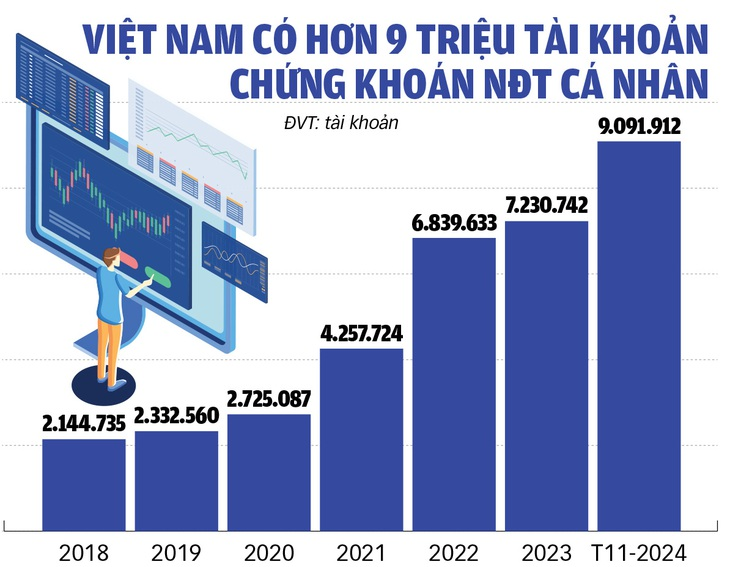 VIỆT NAM CÓ HƠN 9 TRIỆU TÀI KHOẢN
CHỨNG KHOÁN NĐT CÁ NHÂN
ĐVT: tài khoản
9.091.912
7.230.742
6.839.633
4.257.724
2.725.087
2.332.560
2.144.735
2018 2019 2020 2021 2022 2023 T11-2024